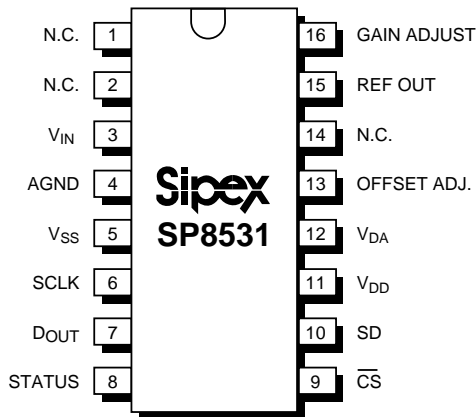 N.C. 1 16 GAIN ADJUST
N.C. 2 15 REF OUT
VIN 3 14 N.C.
AGND 4 13 OFFSET ADJ.
Sipex
VSS 5 12 VDA
SP8531
SCLK 6 11 VDD
DOUT 7 10 SD
STATUS 8 9 C̅S̅